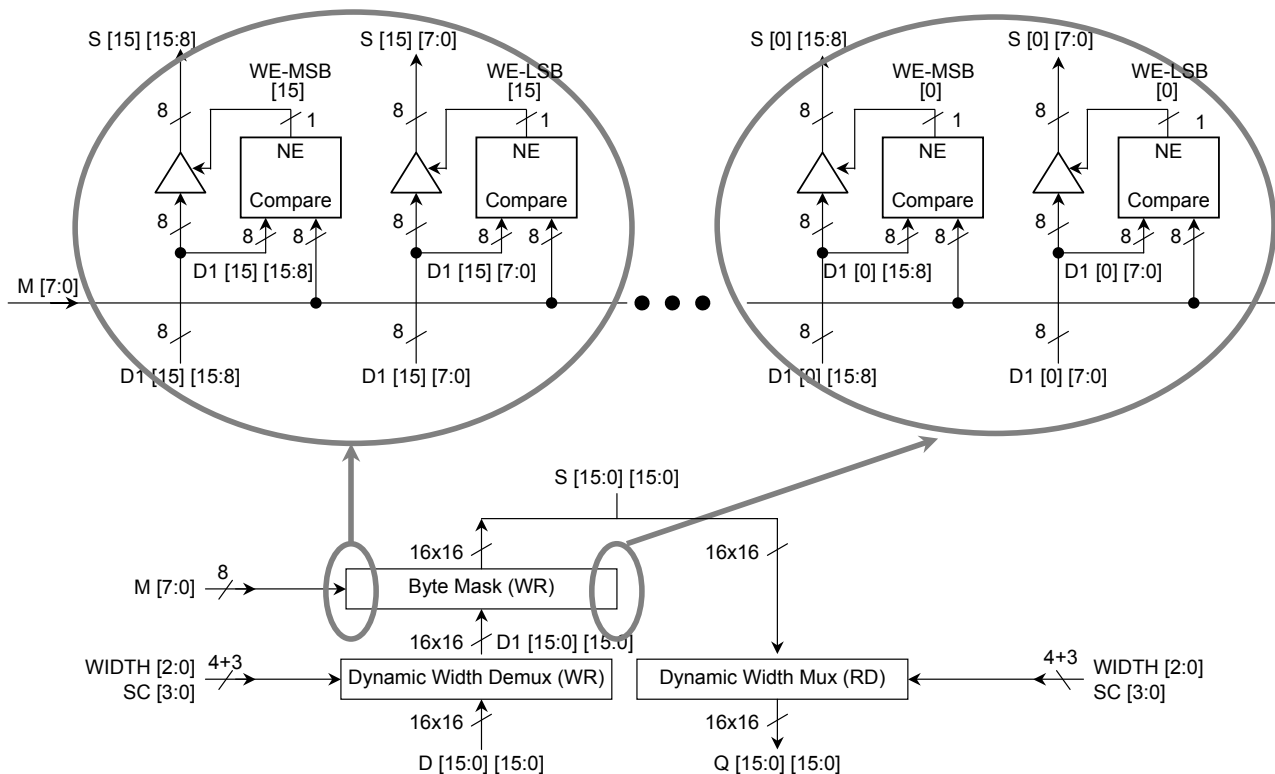 S [15] [15:8]
S [15] [7:0]
S [0] [15:8]
S [0] [7:0]
WE-MSB
[15]
WE-LSB
[15]
WE-MSB
[0]
WE-LSB
[0]
8
1
8
1
8
1
8
1
NE
NE
NE
NE
Compare
Compare
Compare
Compare
8
8
8
8
8
8
8
8
8
8
8
8
D1 [15] [15:8]
D1 [15] [7:0]
D1 [0] [15:8]
D1 [0] [7:0]
M [7:0]
8
8
8
8
D1 [15] [15:8]
D1 [15] [7:0]
D1 [0] [15:8]
D1 [0] [7:0]
S [15:0] [15:0]
16x16
16x16
M [7:0]
8
Byte Mask (WR)
16x16
D1 [15:0] [15:0]
WIDTH [2:0]
SC [3:0]
4+3
Dynamic Width Demux (WR)
Dynamic Width Mux (RD)
4+3
WIDTH [2:0]
SC [3:0]
16x16
16x16
D [15:0] [15:0]
Q [15:0] [15:0]